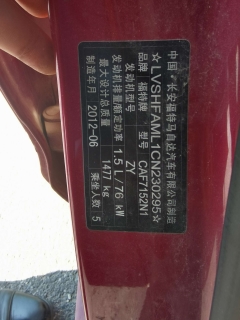 中国·长安福特马自达汽车有限公司制造
☆LVSHFAML1CN230295☆
品牌 福特牌 型号 CAF7152N1
发动机型号 ZY
发动机排量额定功率 1.5 L/76 kW
最大设计总质量 1477 kg
制造年月 2012-06 乘坐人数 5